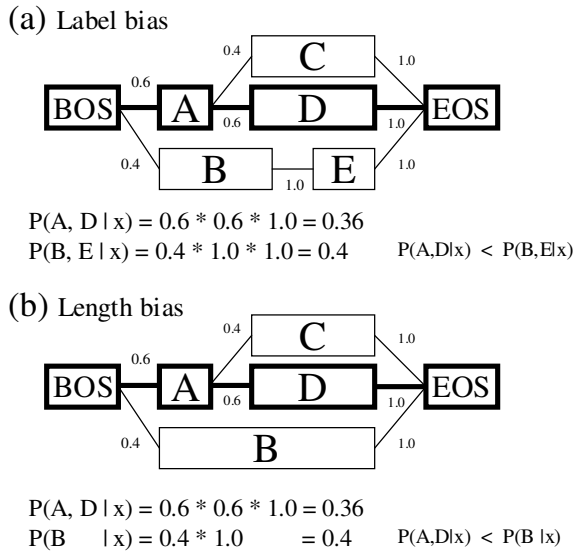 (a) Label bias
0.4 C 1.0
0.6
BOS A D EOS
0.6 1.0
0.4 B E 1.0
1.0
P(A, D | x) = 0.6 * 0.6 * 1.0 = 0.36
P(B, E | x) = 0.4 * 1.0 * 1.0 = 0.4 P(A,D|x) < P(B,E|x)
(b) Length bias
0.4 C 1.0
0.6
BOS A D EOS
0.6 1.0
0.4 B 1.0
P(A, D | x) = 0.6 * 0.6 * 1.0 = 0.36
P(B | x) = 0.4 * 1.0 = 0.4 P(A,D|x) < P(B |x)